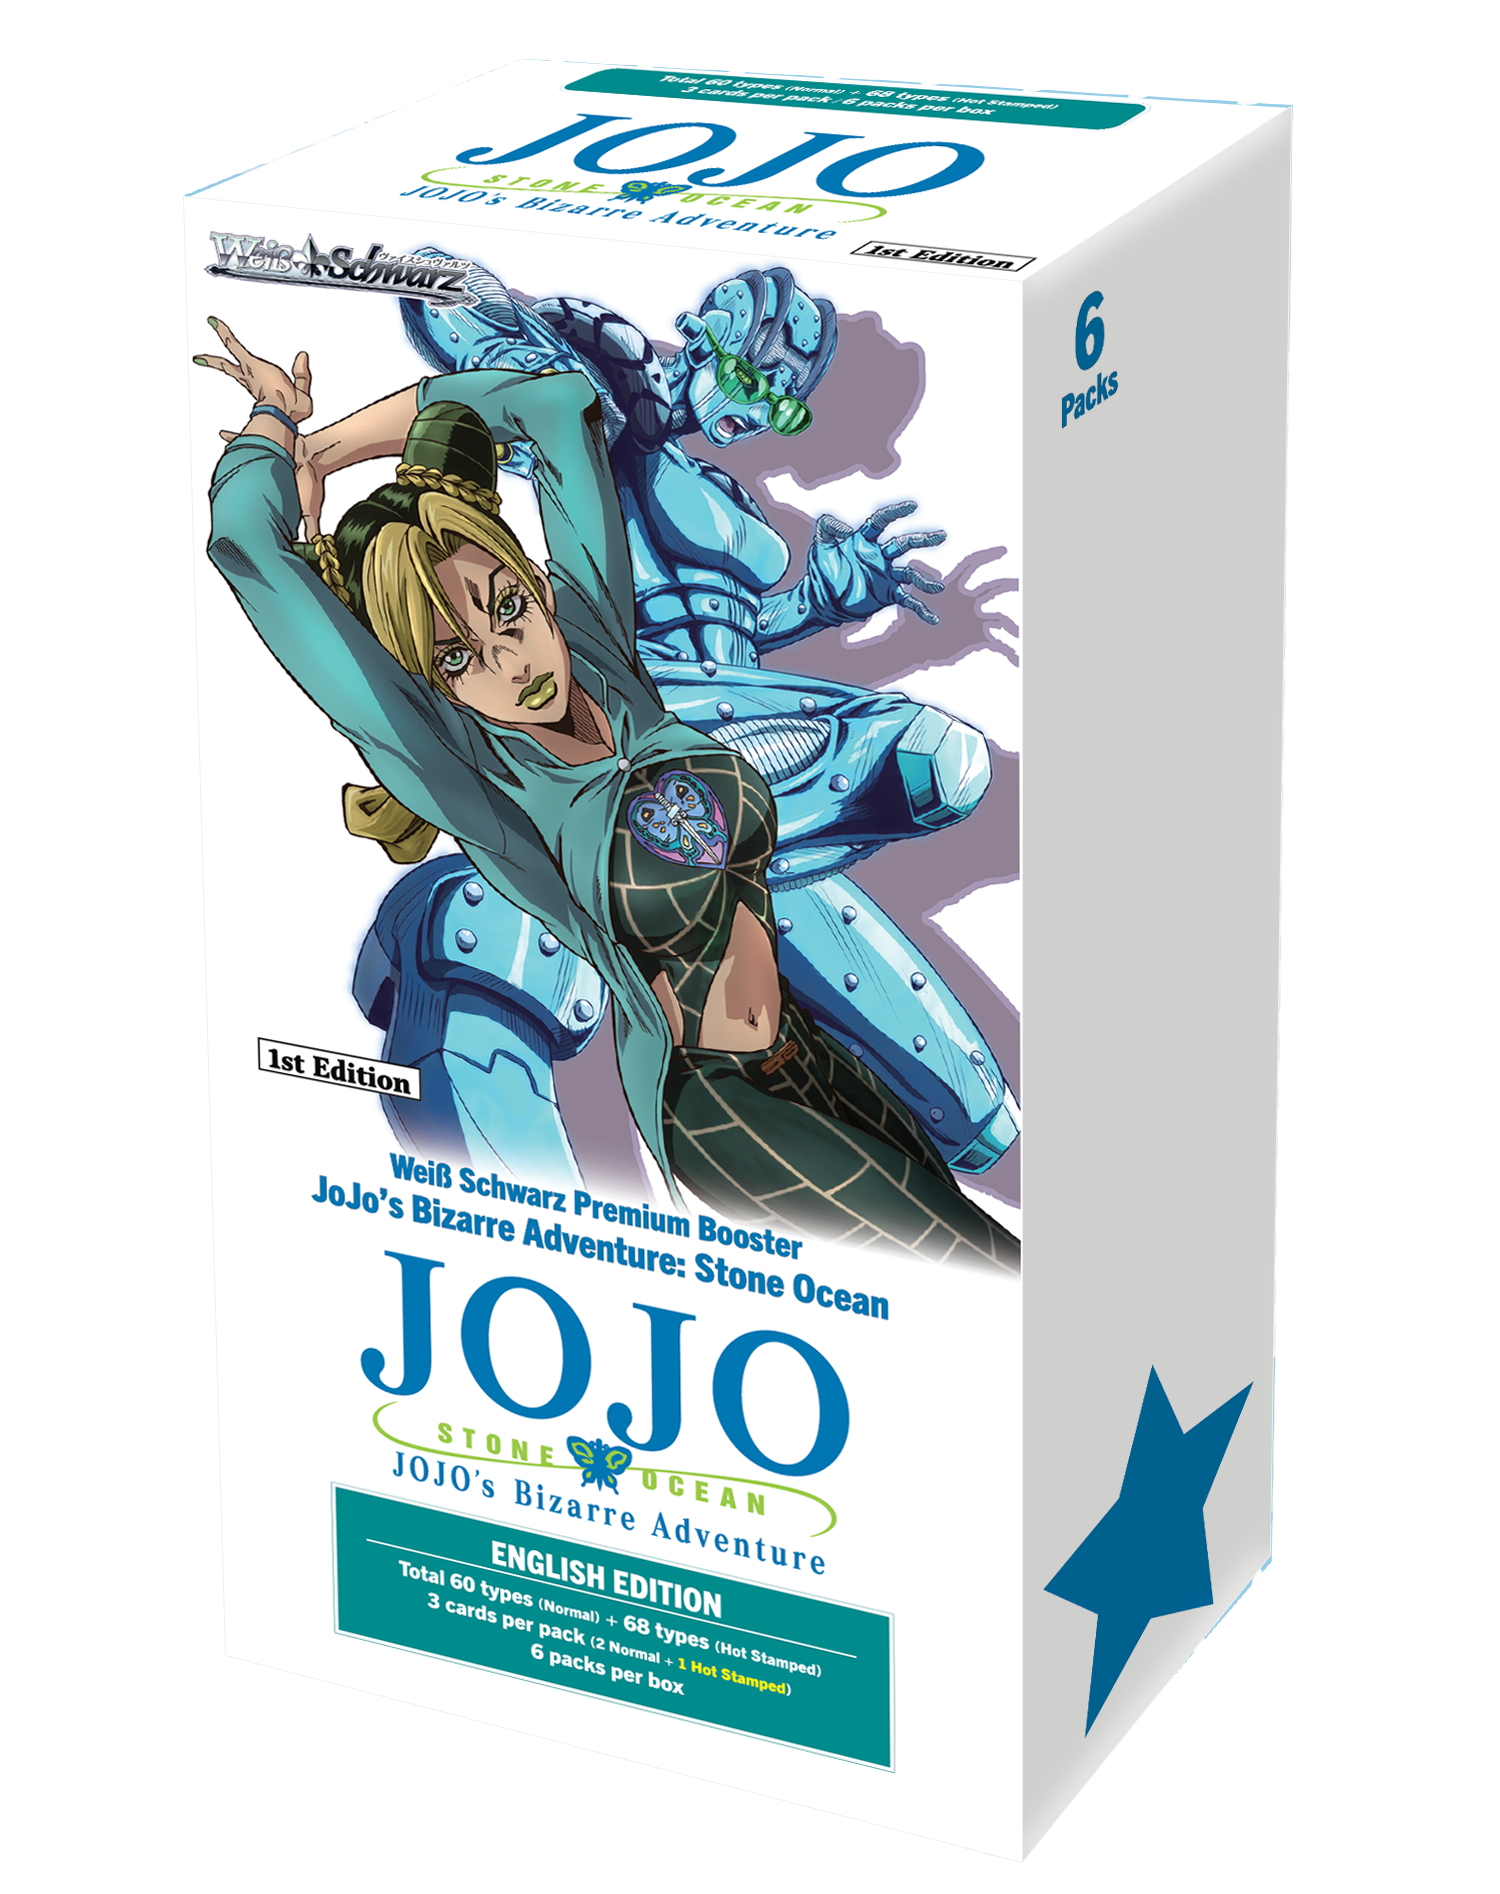 Total 60 types (Normal) + 68 types (Hot Stamped)
3 cards per pack / 6 packs per box
JOJO
STONE OCEAN
JOJO's Bizarre Adventure
1st Edition
Weiß Schwarz
ヴァイスシュヴァルツ
6
Packs
1st Edition
Weiß Schwarz Premium Booster
JoJo's Bizarre Adventure: Stone Ocean
JOJO
STONE OCEAN
JOJO's Bizarre Adventure
ENGLISH EDITION
Total 60 types (Normal) + 68 types (Hot Stamped)
3 cards per pack (2 Normal + 1 Hot Stamped)
6 packs per box